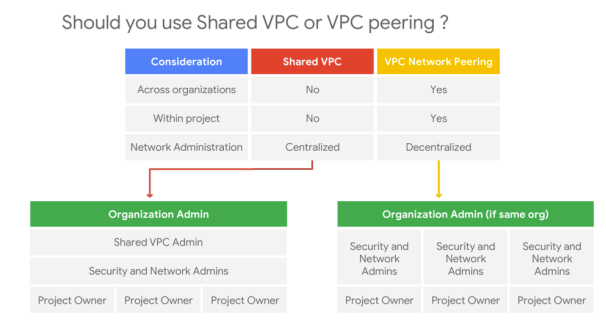 Should you use Shared VPC or VPC peering ?
Consideration Shared VPC VPC Network Peering
Across organizations No Yes
Within project No Yes
Network Administration Centralized Decentralized
Organization Admin
Shared VPC Admin
Security and Network Admins
Project Owner Project Owner Project Owner
Organization Admin (if same org)
Security and Security and Security and
Network Network Network
Admins Admins Admins
Project Owner Project Owner Project Owner